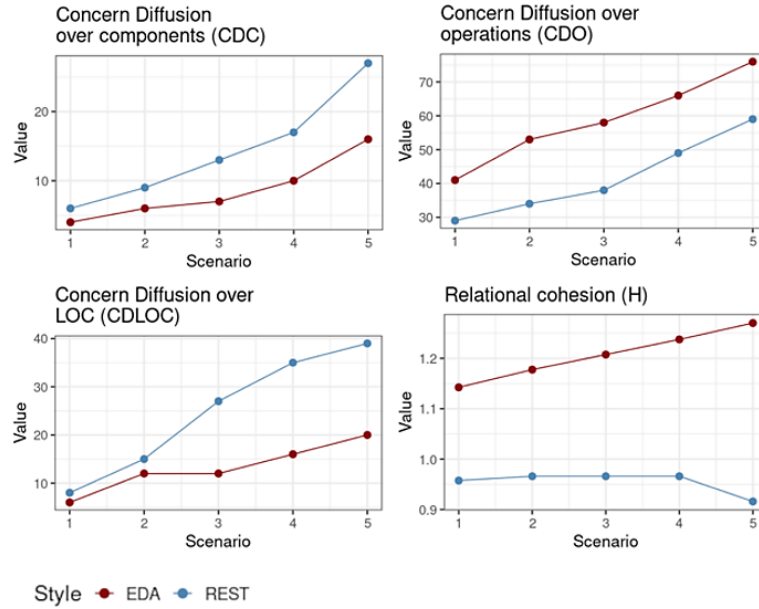 Concern Diffusion
over components (CDC)
Value
20
10
1 2 3 4 5
Scenario
Concern Diffusion over
operations (CDO)
Value
70
60
50
40
30
1 2 3 4 5
Scenario
Concern Diffusion over
LOC (CDLOC)
Value
40
30
20
10
1 2 3 4 5
Scenario
Relational cohesion (H)
Value
1.2
1.1
1.0
0.9
1 2 3 4 5
Scenario
Style EDA REST